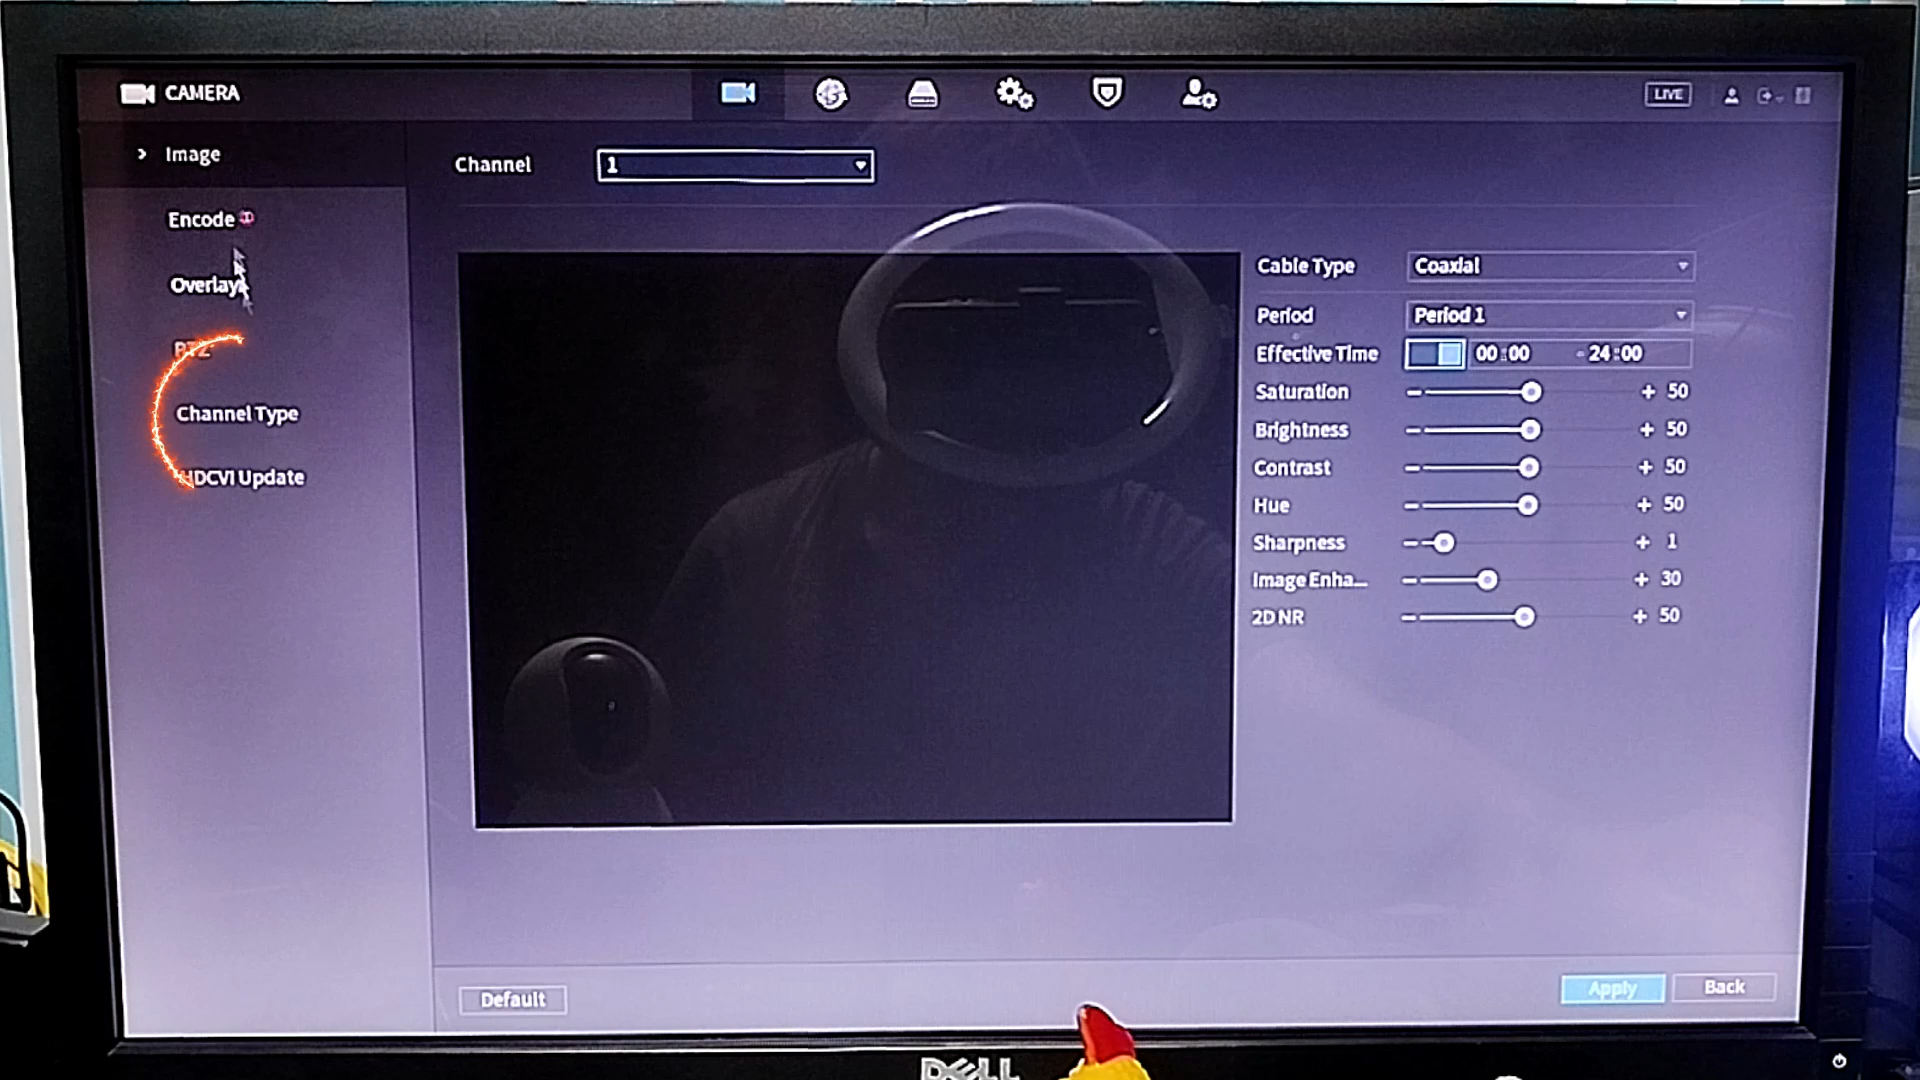 CAMERA
LIVE
Image
Encode
Overlay
PTZ
Channel Type
HDCVI Update
Channel 1
Cable Type Coaxial
Period Period 1
Effective Time 00:00 - 24:00
Saturation - + 50
Brightness - + 50
Contrast - + 50
Hue - + 50
Sharpness - + 1
Image Enha... - + 30
2D NR - + 50
Default
Apply
Back
DELL